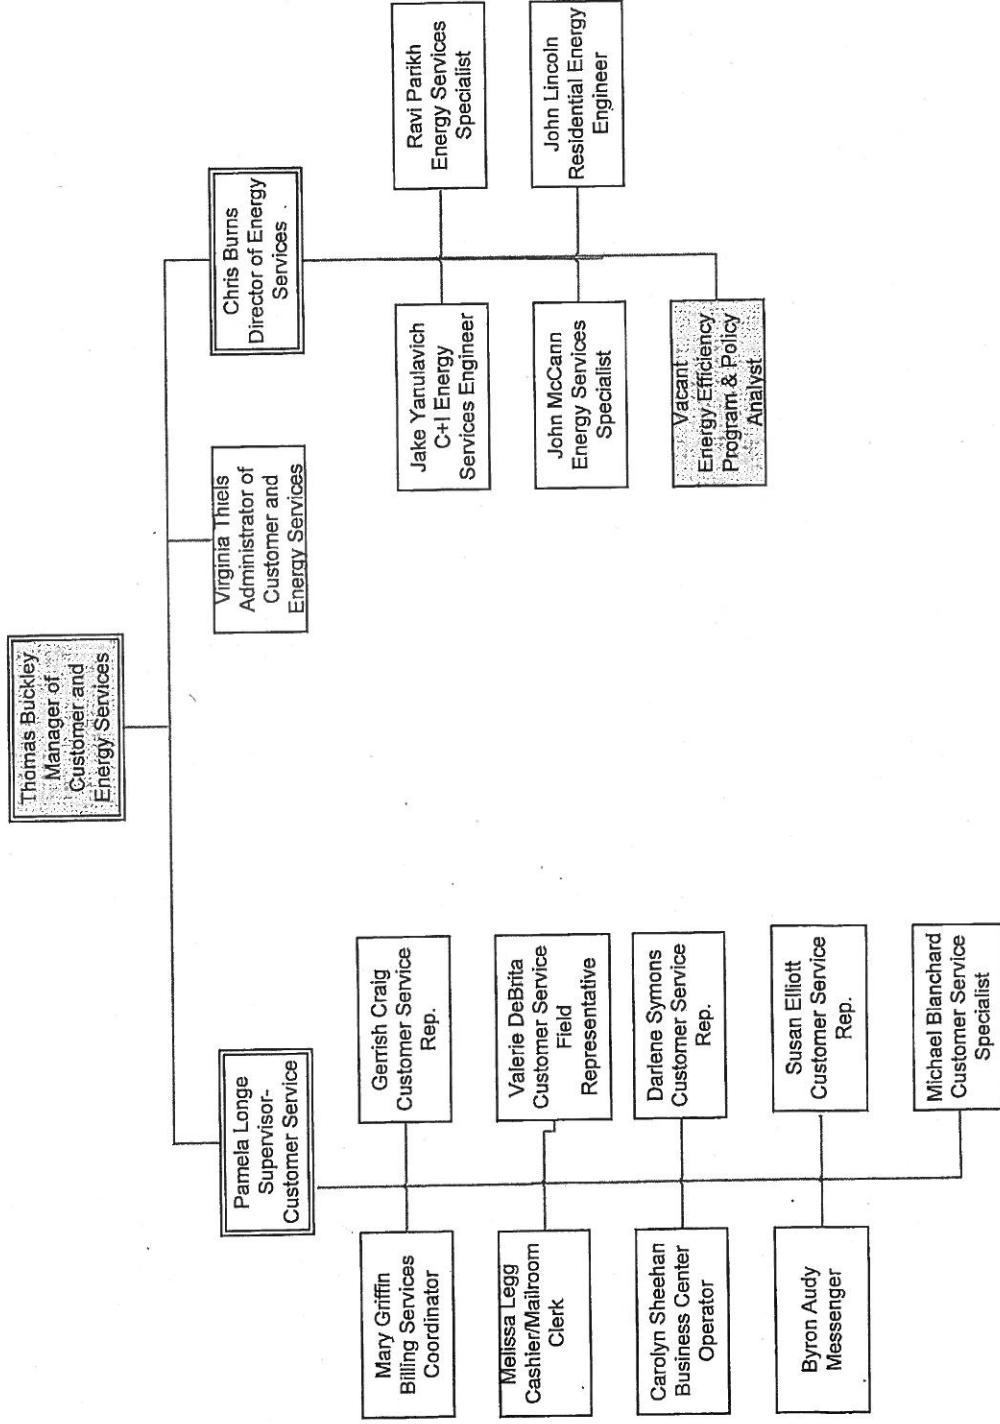 Thomas Buckley
Manager of
Customer and
Energy Services
Pamela Longe
Supervisor-
Customer Service
Virginia Thiels
Administrator of
Customer and
Energy Services
Chris Burns
Director of Energy
Services
Mary Griffin
Billing Services
Coordinator
Gerrish Craig
Customer Service
Rep.
Melissa Legg
Cashier/Mailroom
Clerk
Valerie DeBrita
Customer Service
Field
Representative
Carolyn Sheehan
Business Center
Operator
Darlene Symons
Customer Service
Rep.
Byron Audy
Messenger
Susan Elliott
Customer Service
Rep.
Michael Blanchard
Customer Service
Specialist
Jake Yanulavich
C+I Energy
Services Engineer
Ravi Parikh
Energy Services
Specialist
John McCann
Energy Services
Specialist
John Lincoln
Residential Energy
Engineer
Vacant
Energy Efficiency
Program & Policy
Analyst